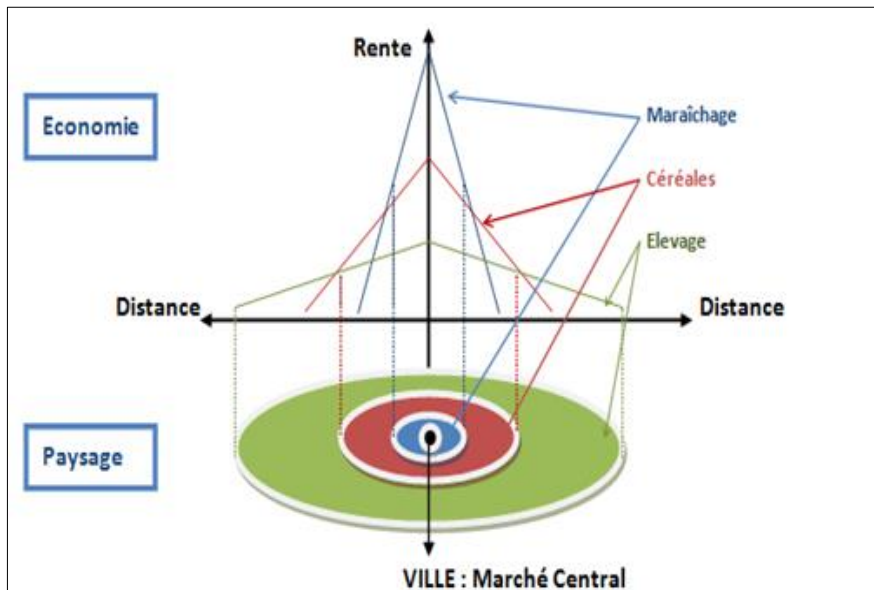 Rente
Economie
Maraîchage
Céréales
Elevage
Distance
Distance
Paysage
VILLE : Marché Central